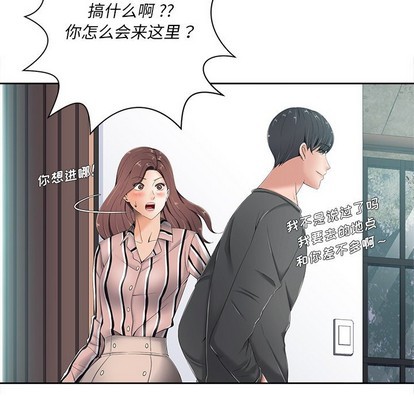 搞什么啊??
你怎么会来这里?
你想进哪!
我不是说过了吗
我要去的地点
和你差不多啊~